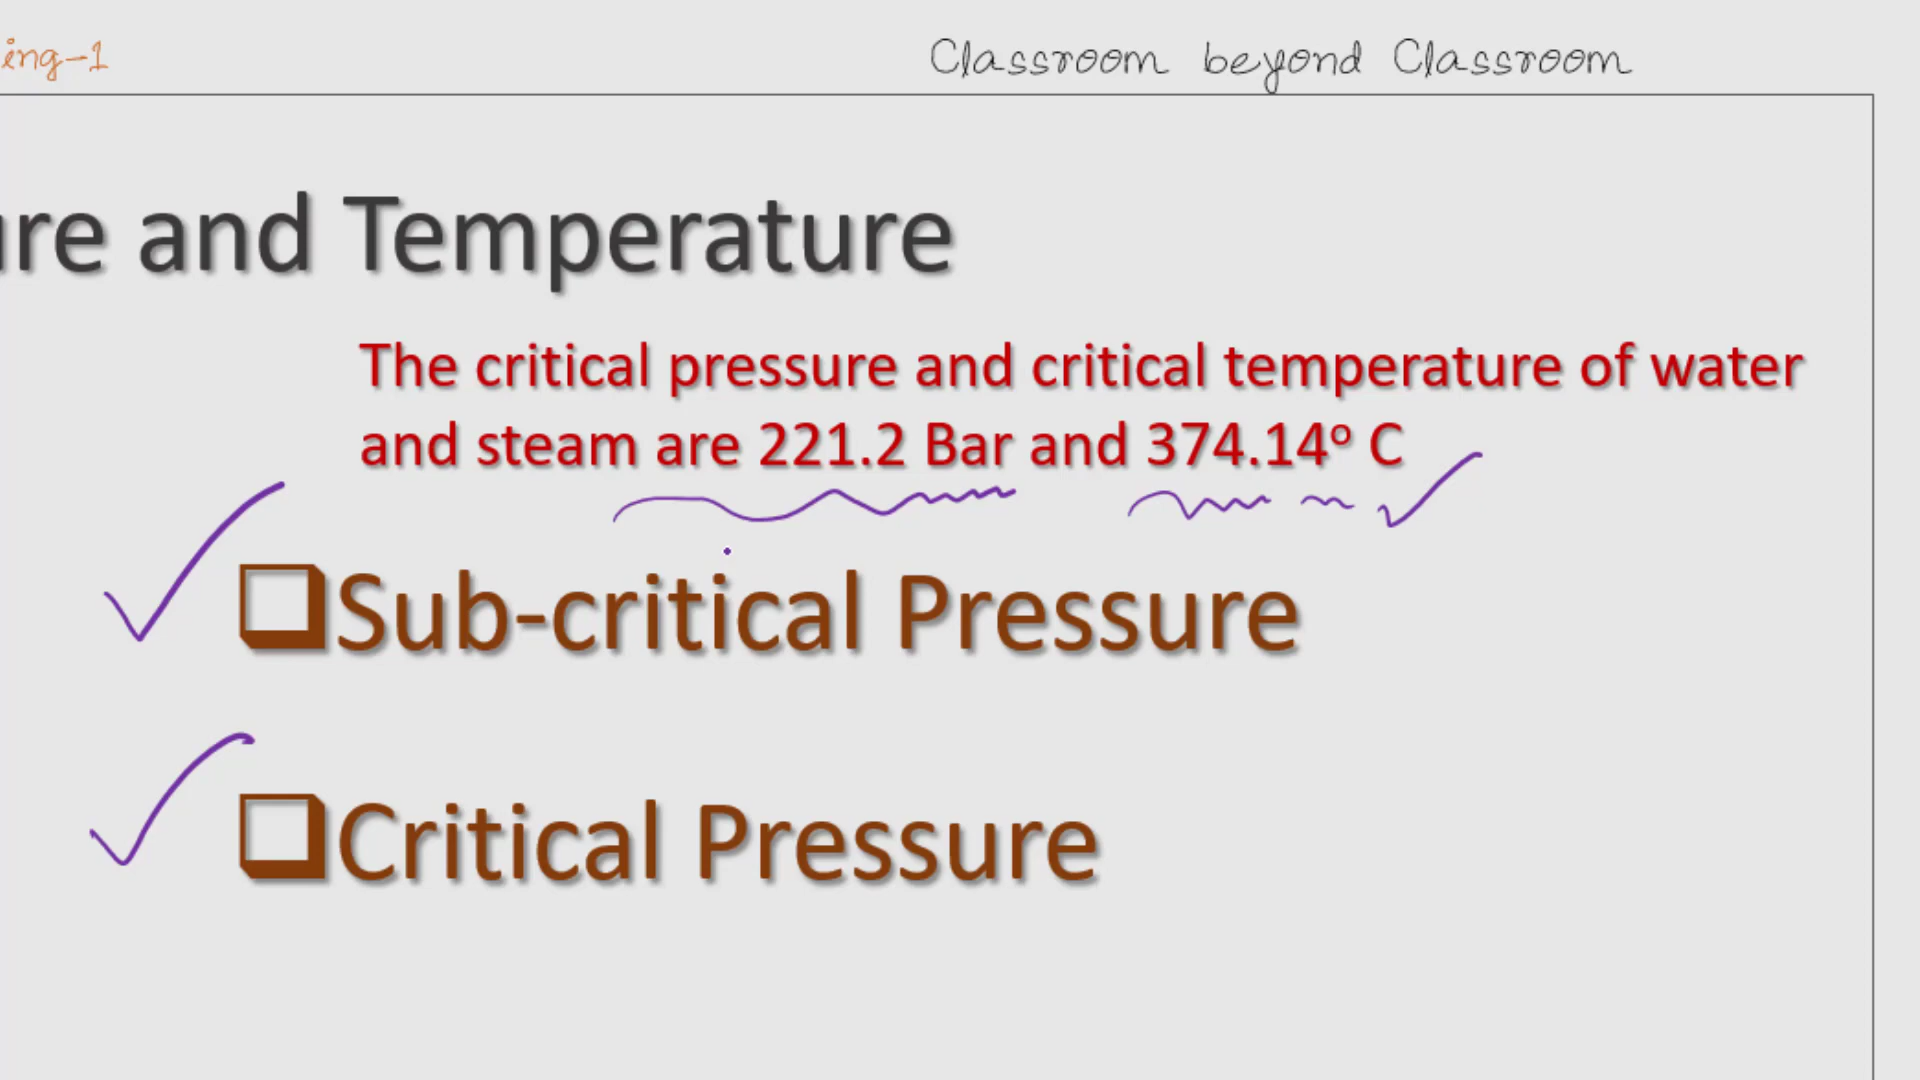 ing-1 Classroom beyond Classroom
ure and Temperature
The critical pressure and critical temperature of water
and steam are 221.2 Bar and 374.14° C
Sub-critical Pressure
Critical Pressure